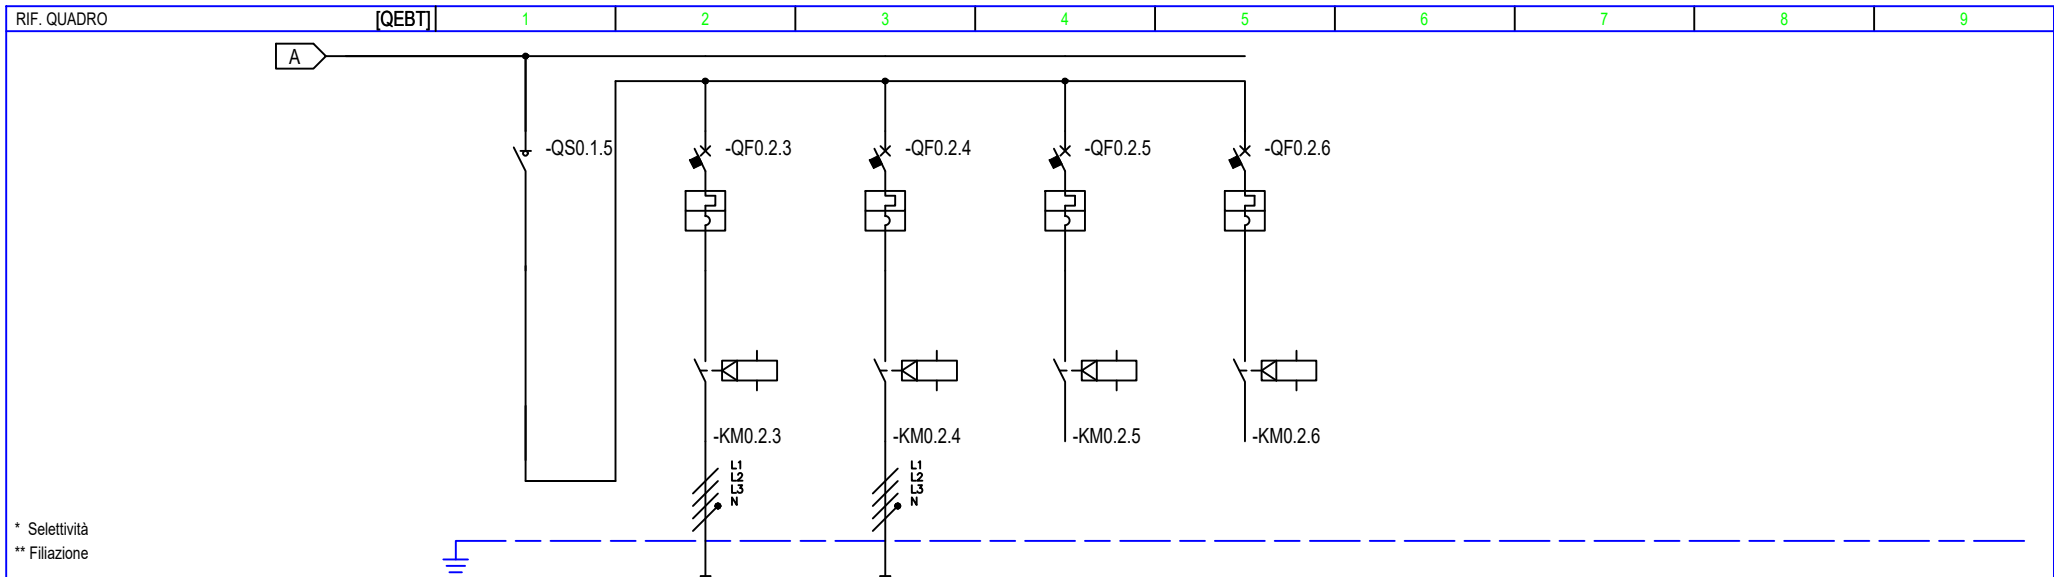 RIF. QUADRO [QEBT] 1 2 3 4 5 6 7 8 9
A
-QS0.1.5 -QF0.2.3 -QF0.2.4 -QF0.2.5 -QF0.2.6
-KM0.2.3 -KM0.2.4 -KM0.2.5 -KM0.2.6
L1 L1
L2 L2
L3 L3
N N
* Selettività
** Filiazione